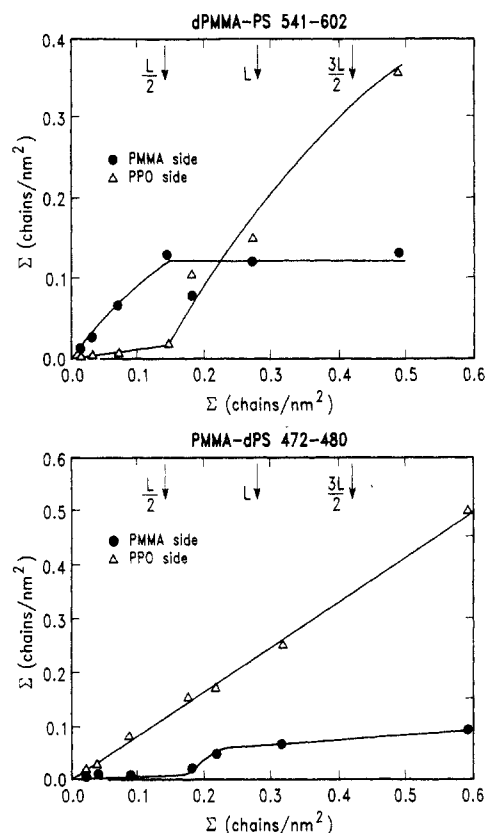 dPMMA-PS 541-602
0.4
0.3
0.2
0.1
0.0
Σ (chains/nm²)
L/2
L
3L/2
● PMMA side
△ PPO side
0.0 0.1 0.2 0.3 0.4 0.5 0.6
Σ (chains/nm²)
PMMA-dPS 472-480
0.6
0.5
0.4
0.3
0.2
0.1
0.0
Σ (chains/nm²)
L/2
L
3L/2
● PMMA side
△ PPO side
0.0 0.1 0.2 0.3 0.4 0.5 0.6
Σ (chains/nm²)